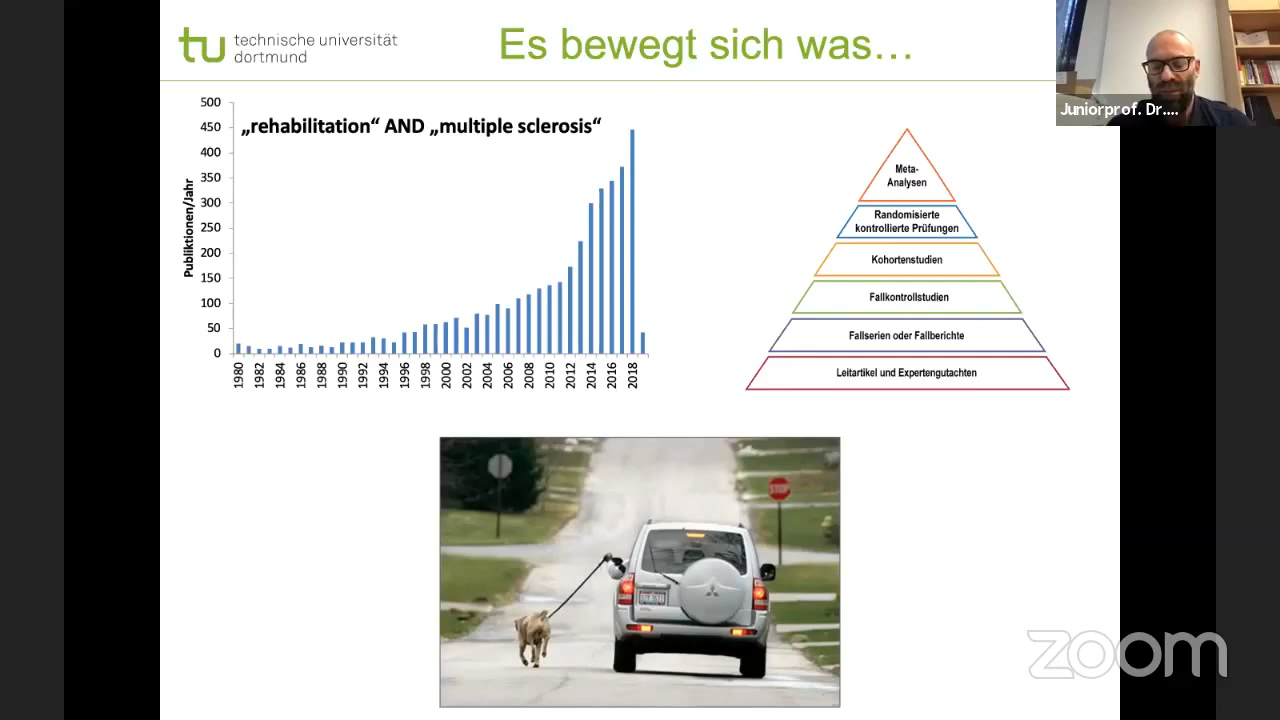 tu technische universität
dortmund
Es bewegt sich was…
Juniorprof. Dr....
„rehabilitation“ AND „multiple sclerosis“
Publiktionen/Jahr
500
450
400
350
300
250
200
150
100
50
0
1980
1982
1984
1986
1988
1990
1992
1994
1996
1998
2000
2002
2004
2006
2008
2010
2012
2014
2016
2018
Meta-
Analysen
Randomisierte
kontrollierte Prüfungen
Kohortenstudien
Fallkontrollstudien
Fallserien oder Fallberichte
Leitartikel und Expertengutachten
STOP
zoom